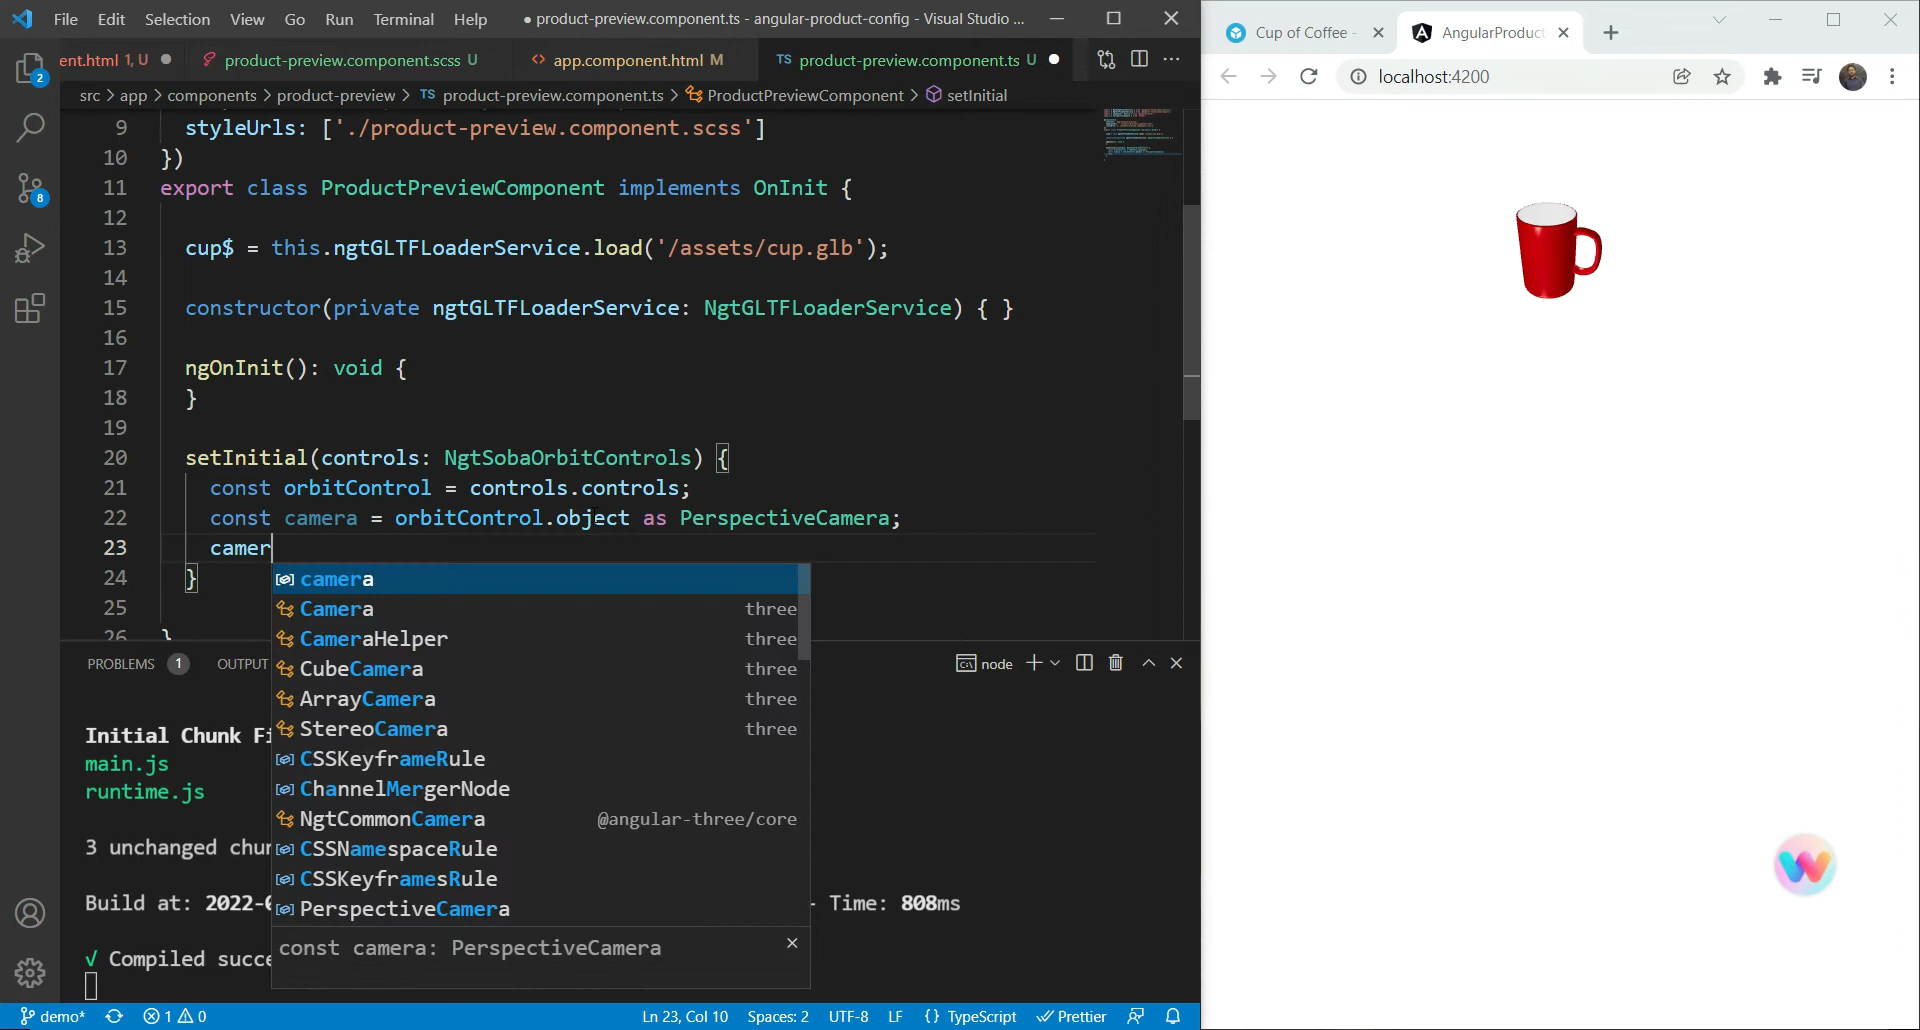 File Edit Selection View Go Run Terminal Help
● product-preview.component.ts - angular-product-config - Visual Studio ...
ent.html 1, U
product-preview.component.scss U
<> app.component.html M
TS product-preview.component.ts U
src > app > components > product-preview > TS product-preview.component.ts > ProductPreviewComponent > setInitial
9 styleUrls: ['./product-preview.component.scss']
10 })
11 export class ProductPreviewComponent implements OnInit {
12
13 cup$ = this.ngtGLTFLoaderService.load('/assets/cup.glb');
14
15 constructor(private ngtGLTFLoaderService: NgtGLTFLoaderService) { }
16
17 ngOnInit(): void {
18 }
19
20 setInitial(controls: NgtSobaOrbitControls) {
21 const orbitControl = controls.controls;
22 const camera = orbitControl.object as PerspectiveCamera;
23 camer
24 }
25
26 }
camera
Camera three
CameraHelper three
CubeCamera three
ArrayCamera three
StereoCamera three
CSSKeyframeRule
ChannelMergerNode
NgtCommonCamera @angular-three/core
CSSNamespaceRule
CSSKeyframesRule
PerspectiveCamera
const camera: PerspectiveCamera
PROBLEMS 1 OUTPUT
node
Initial Chunk Fi
main.js
runtime.js
3 unchanged chu
Build at: 2022-0 - Time: 808ms
√ Compiled succe
2
8
demo* 1 0 Ln 23, Col 10 Spaces: 2 UTF-8 LF {} TypeScript Prettier
Cup of Coffee -
AngularProduct
localhost:4200